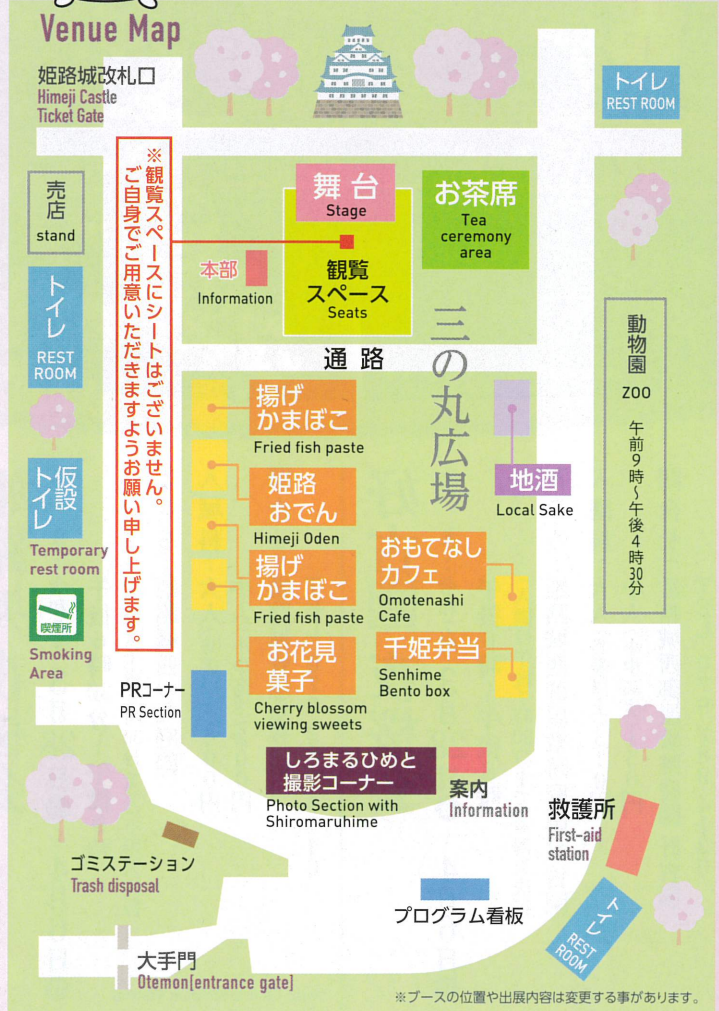 Venue Map
姫路城改札口
Himeji Castle
Ticket Gate
トイレ
REST ROOM
売店
stand
※観覧スペースにシートはございません。
ご自身でご用意いただきますようお願い申し上げます。
舞台
Stage
お茶席
Tea
ceremony
area
本部
Information
観覧
スペース
Seats
トイレ
REST
ROOM
通路
三の丸広場
動物園
ZOO
午前9時～午後4時30分
揚げ
かまぼこ
Fried fish paste
姫路
おでん
Himeji Oden
地酒
Local Sake
仮設
トイレ
Temporary
rest room
揚げ
かまぼこ
Fried fish paste
おもてなし
カフェ
Omotenashi
Cafe
喫煙所
Smoking
Area
お花見
菓子
Cherry blossom
viewing sweets
千姫弁当
Senhime
Bento box
PRコーナー
PR Section
しろまるひめと
撮影コーナー
Photo Section with
Shiromaruhime
案内
Information
救護所
First-aid
station
ゴミステーション
Trash disposal
プログラム看板
トイレ
REST
ROOM
大手門
Otemon[entrance gate]
※ブースの位置や出展内容は変更する事があります。